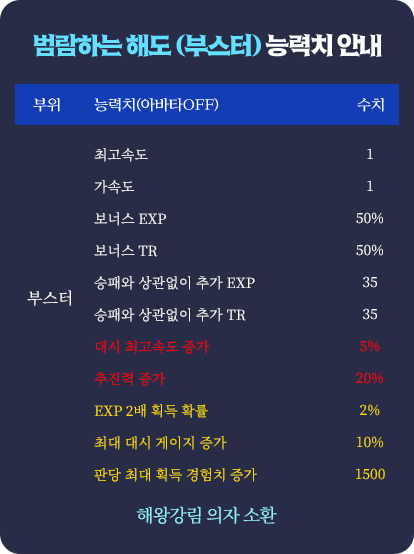 범람하는 해도 (부스터) 능력치 안내
부위 능력치(아바타OFF) 수치
최고속도 1
가속도 1
보너스 EXP 50%
보너스 TR 50%
승패와 상관없이 추가 EXP 35
부스터
승패와 상관없이 추가 TR 35
대시 최고속도 증가 5%
추진력 증가 20%
EXP 2배 획득 확률 2%
최대 대시 게이지 증가 10%
판당 최대 획득 경험치 증가 1500
해왕강림 의자 소환